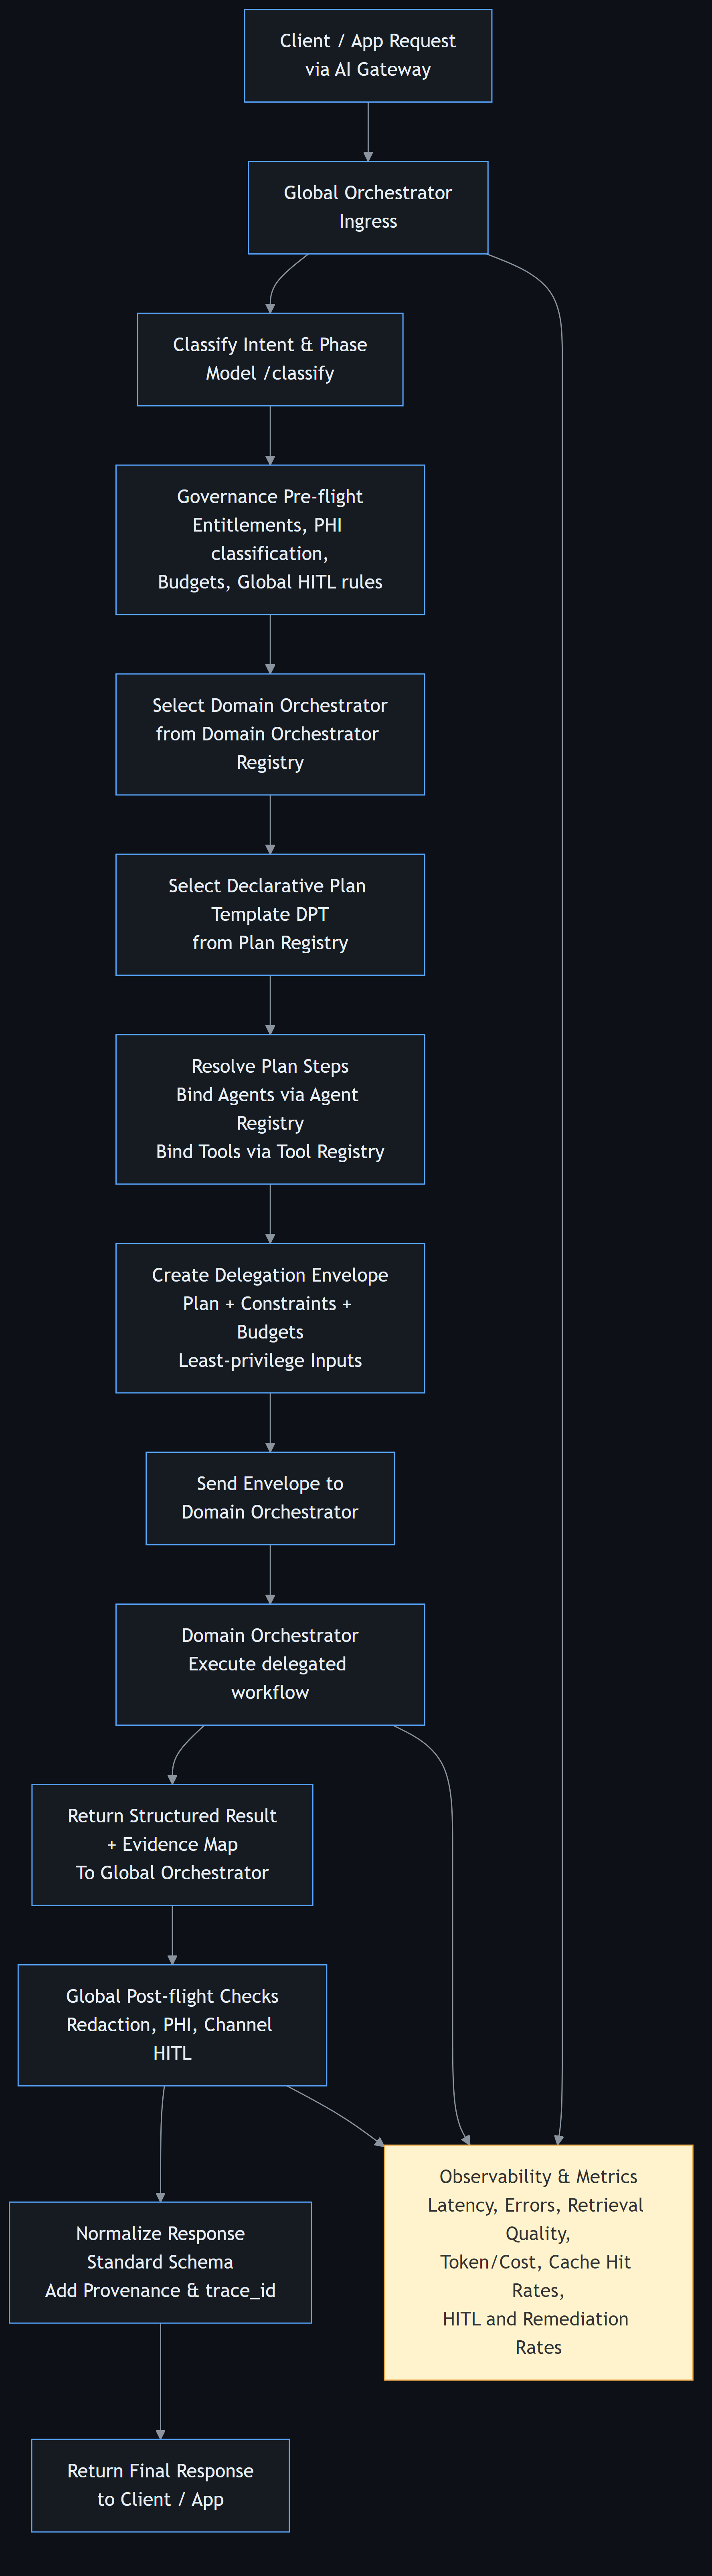 Client / App Request
via AI Gateway
Global Orchestrator
Ingress
Classify Intent & Phase
Model /classify
Governance Pre-flight
Entitlements, PHI
classification,
Budgets, Global HITL rules
Select Domain Orchestrator
from Domain Orchestrator
Registry
Select Declarative Plan
Template DPT
from Plan Registry
Resolve Plan Steps
Bind Agents via Agent
Registry
Bind Tools via Tool Registry
Create Delegation Envelope
Plan + Constraints +
Budgets
Least-privilege Inputs
Send Envelope to
Domain Orchestrator
Domain Orchestrator
Execute delegated
workflow
Return Structured Result
+ Evidence Map
To Global Orchestrator
Global Post-flight Checks
Redaction, PHI, Channel
HITL
Observability & Metrics
Latency, Errors, Retrieval
Quality,
Token/Cost, Cache Hit
Rates,
HITL and Remediation
Rates
Normalize Response
Standard Schema
Add Provenance & trace_id
Return Final Response
to Client / App